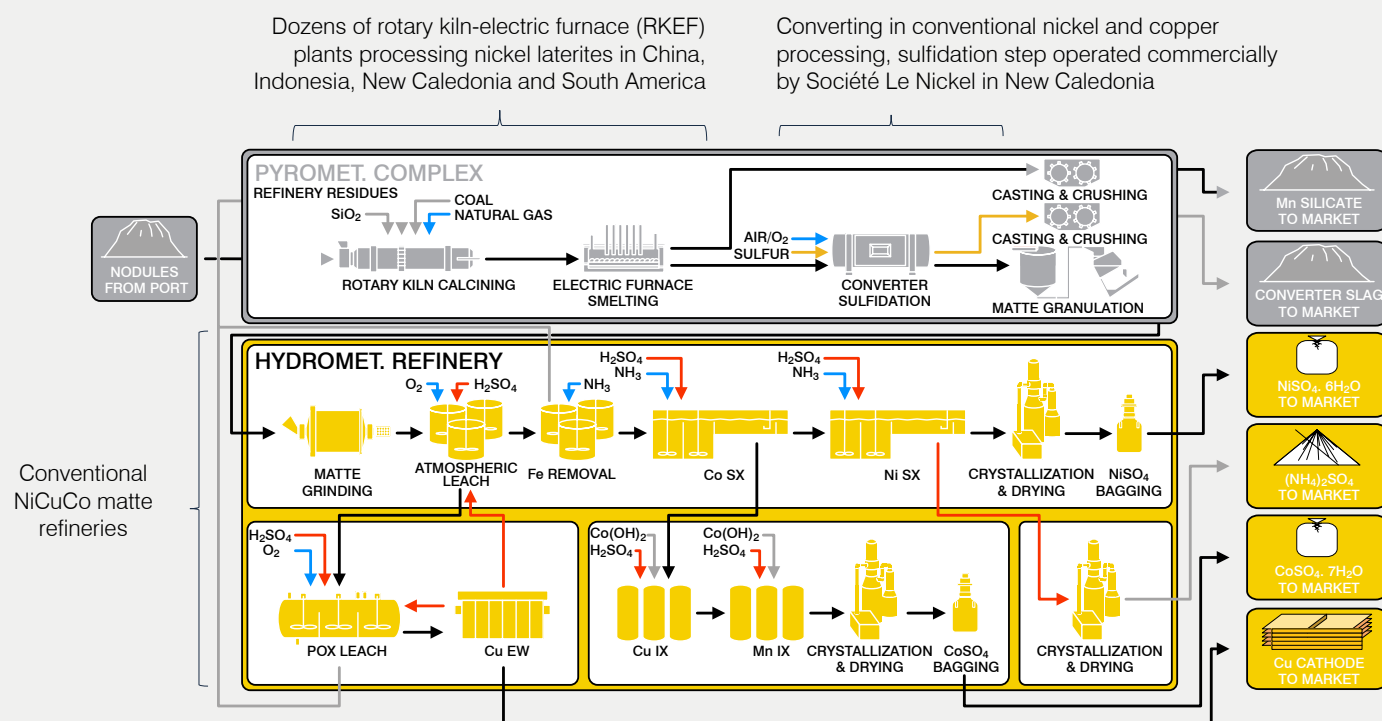 Dozens of rotary kiln-electric furnace (RKEF)
plants processing nickel laterites in China,
Indonesia, New Caledonia and South America
Converting in conventional nickel and copper
processing, sulfidation step operated commercially
by Société Le Nickel in New Caledonia
PYROMET. COMPLEX
REFINERY RESIDUES
SiO₂
COAL
NATURAL GAS
ROTARY KILN CALCINING
ELECTRIC FURNACE
SMELTING
AIR/O₂
SULFUR
CONVERTER
SULFIDATION
CASTING & CRUSHING
CASTING & CRUSHING
MATTE GRANULATION
NODULES
FROM PORT
Mn SILICATE
TO MARKET
CONVERTER SLAG
TO MARKET
Conventional
NiCuCo matte
refineries
HYDROMET. REFINERY
MATTE
GRINDING
O₂
H₂SO₄
ATMOSPHERIC
LEACH
NH₃
Fe REMOVAL
H₂SO₄
NH₃
Co SX
H₂SO₄
NH₃
Ni SX
CRYSTALLIZATION
& DRYING
NiSO₄
BAGGING
NiSO₄. 6H₂O
TO MARKET
(NH₄)₂SO₄
TO MARKET
H₂SO₄
O₂
POX LEACH
Cu EW
Co(OH)₂
H₂SO₄
Cu IX
Co(OH)₂
H₂SO₄
Mn IX
CRYSTALLIZATION
& DRYING
CoSO₄
BAGGING
CRYSTALLIZATION
& DRYING
CoSO₄. 7H₂O
TO MARKET
Cu CATHODE
TO MARKET